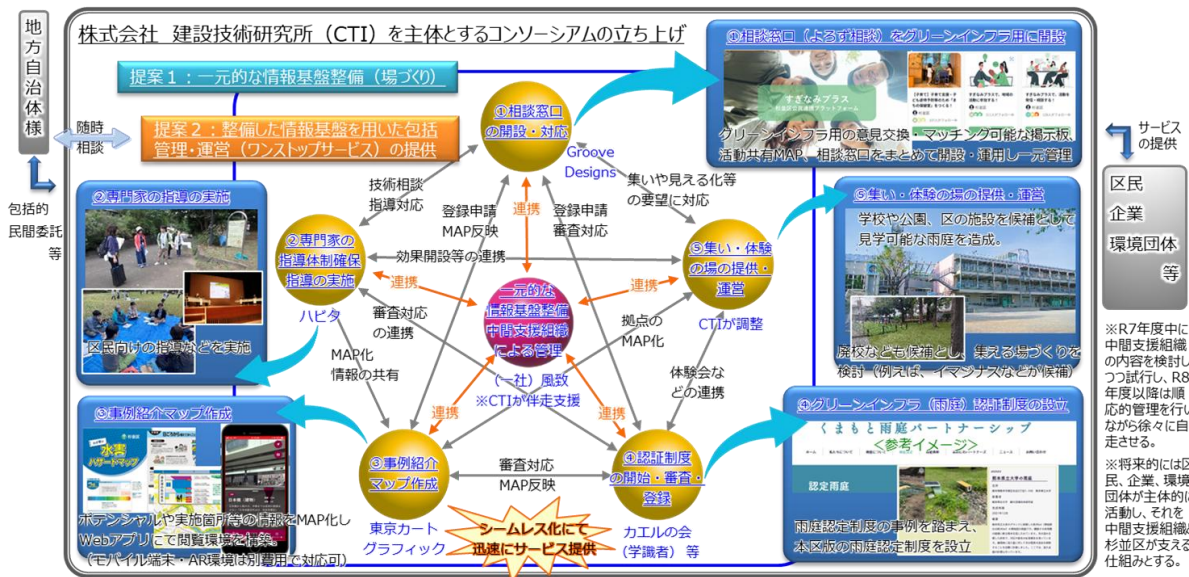 地方自治体様
随時
相談
包括的
民間委託
等
株式会社 建設技術研究所（CTI）を主体とするコンソーシアムの立ち上げ
提案１：一元的な情報基盤整備（場づくり）
提案２：整備した情報基盤を用いた包括
管理・運営（ワンストップサービス）の提供
①相談窓口
の開設・対応
Groove
Designs
①相談窓口（よろず相談）をグリーンインフラ用に開設
すぎなみプラス
グリーンインフラ用の意見交換・マッチング可能な掲示板、
活動共有MAP、相談窓口をまとめて開設・運用し一元管理
サービス
の提供
区民
企業
環境団体
等
②専門家の指導の実施
区民向けの指導などを実施
技術相談
指導対応
登録申請
MAP反映
連携
登録申請
審査対応
集いや見える化等
の要望に対応
②専門家の
指導体制確保
指導の実施
ハビタ
効果開設等の連携
連携
連携
⑤集い・体験
の場の提供・
運営
CTIが調整
一元的な
情報基盤整備
中間支援組織
による管理
（一社）風致
※CTIが伴走支援
審査対応
の連携
拠点の
MAP化
MAP化
情報の共有
体験会な
どの連携
連携
連携
⑤集い・体験の場の提供・運営
学校や公園、区の施設を候補として
見学可能な雨庭を造成。
廃校なども候補とし、集える場づくりを
検討（例えば、イマジナスなどが候補）
③事例紹介マップ作成
水害
ハザードマップ
ポテンシャルや実施箇所等の情報をMAP化し
Webアプリにて閲覧環境を構築。
（モバイル端末・AR環境は別費用で対応可）
③事例紹介
マップ作成
東京カート
グラフィック
審査対応
MAP反映
シームレス化にて
迅速にサービス提供
④認証制度
の開始・審査・
登録
カエルの会
（学識者）等
④グリーンインフラ（雨庭）認証制度の設立
くまもと雨庭パートナーシップ
＜参考イメージ＞
認定雨庭
雨庭認定制度の事例を踏まえ、
本区版の雨庭認定制度を設立
※R7年度中に
中間支援組織
の内容を検討し
つつ試行し、R8
年度以降は順
応的管理を行い
ながら徐々に自
走させる。
※将来的には区
民、企業、環境
団体が主体的に
活動し、それを
中間支援組織
杉並区が支える
仕組みとする。